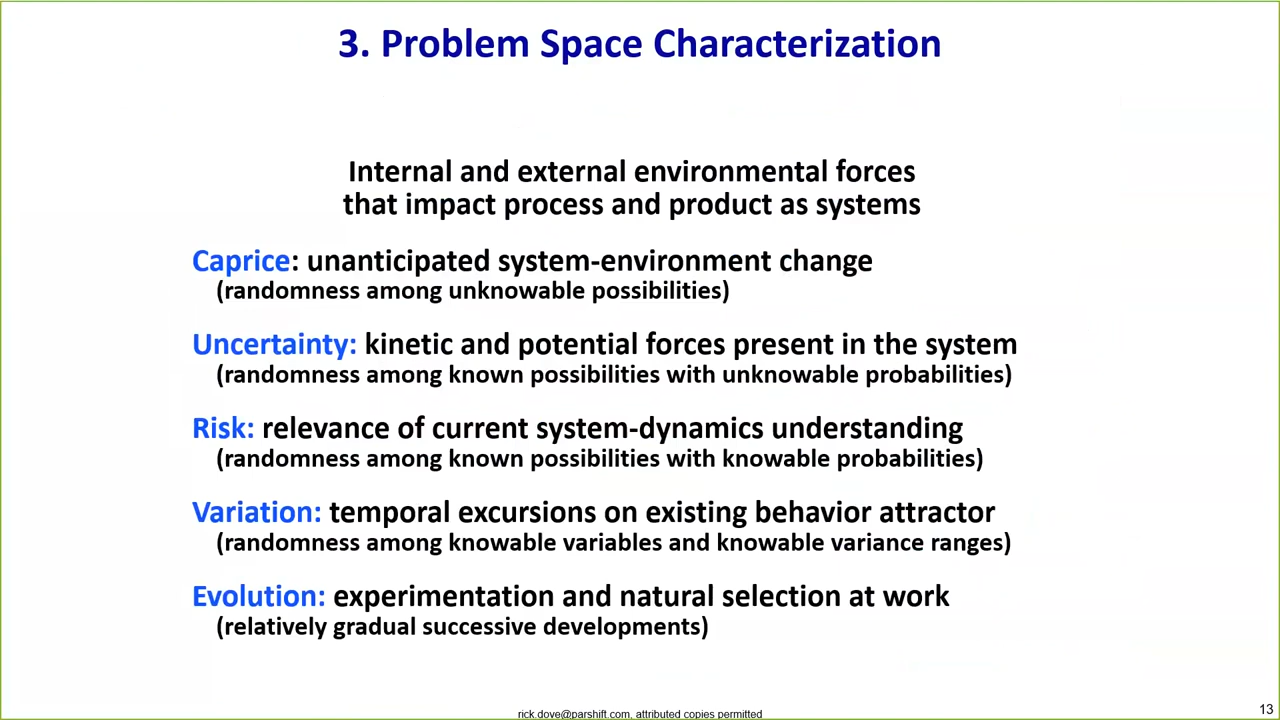 3. Problem Space Characterization
Internal and external environmental forces
that impact process and product as systems
Caprice: unanticipated system-environment change
(randomness among unknowable possibilities)
Uncertainty: kinetic and potential forces present in the system
(randomness among known possibilities with unknowable probabilities)
Risk: relevance of current system-dynamics understanding
(randomness among known possibilities with knowable probabilities)
Variation: temporal excursions on existing behavior attractor
(randomness among knowable variables and knowable variance ranges)
Evolution: experimentation and natural selection at work
(relatively gradual successive developments)
rick.dove@parshift.com, attributed copies permitted
13